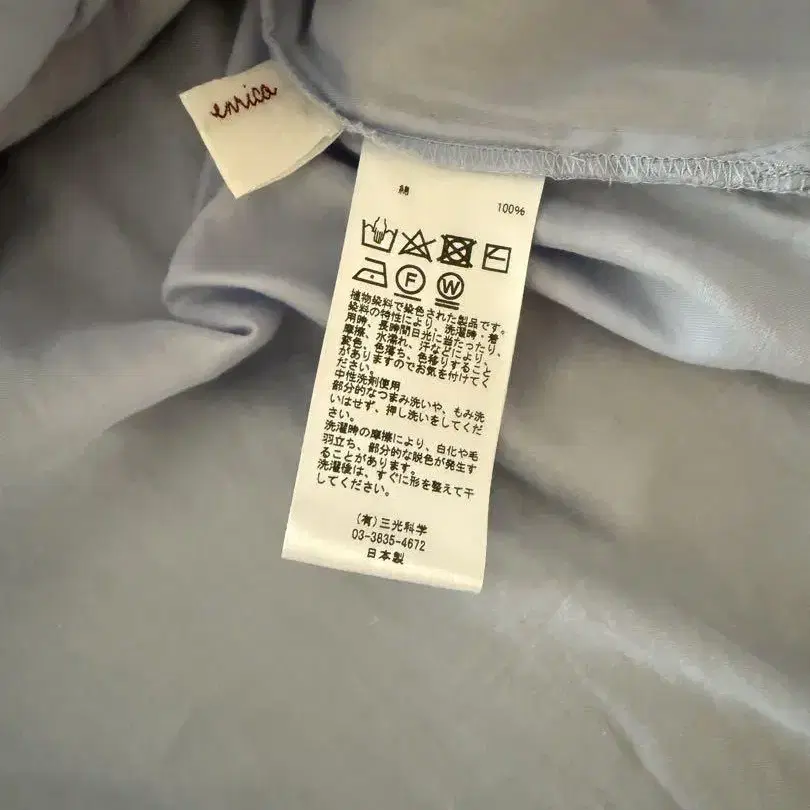 enrica
綿
100%
F
W
植物染料で染色された製品です。
染料の特性により、洗濯時・着
用時、長時間日光に当たったり、
摩擦、水濡れ、汗などにより、
変色、色落ち、色移りすること
がありますのでお気を付けてく
ださい。
中性洗剤使用
部分的なつまみ洗いや、もみ洗
いはせず、押し洗いをしてくだ
さい。
洗濯時の摩擦により、白化や毛
羽立ち、部分的な脱色が発生す
ることがあります。
洗濯後は、すぐに形を整えて干
してください。
(有)三光科学
03-3835-4672
日本製